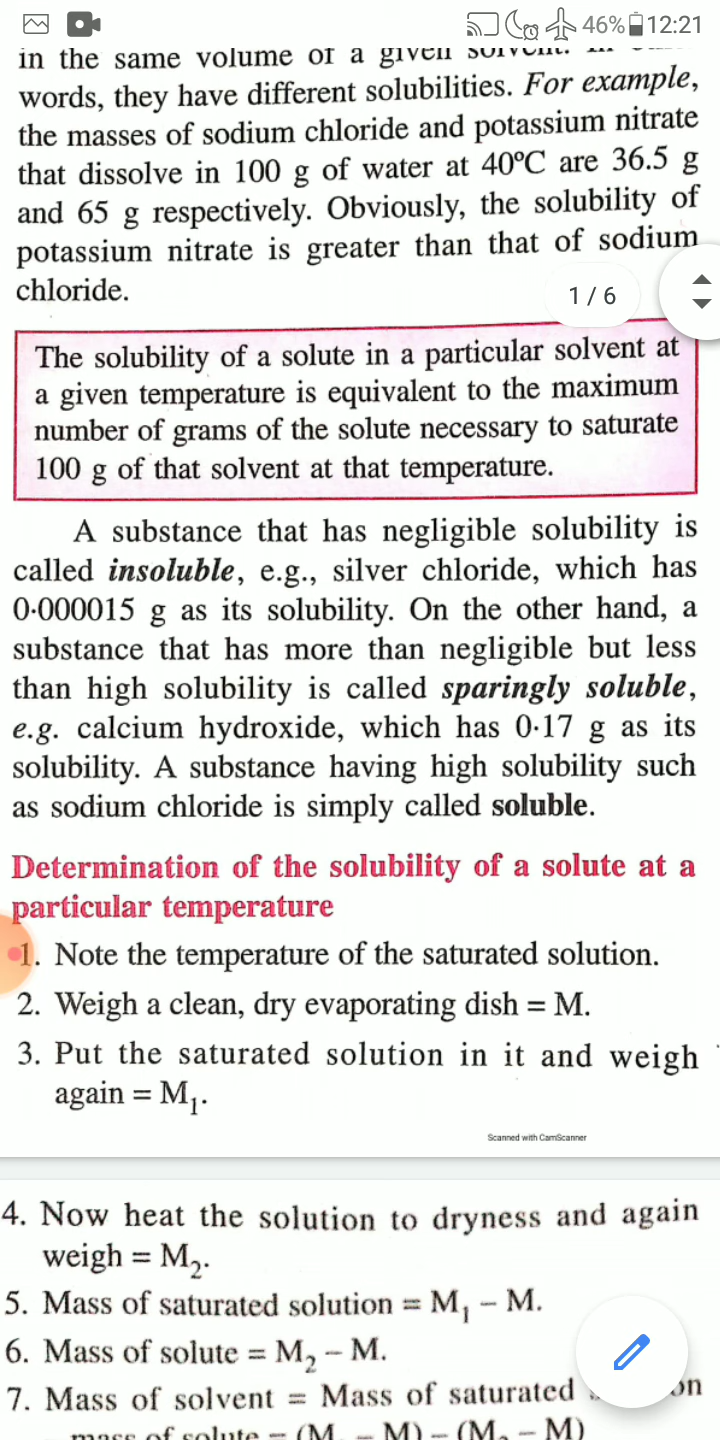 46% 12:21
in the same volume of a given solvent. In
words, they have different solubilities. For example,
the masses of sodium chloride and potassium nitrate
that dissolve in 100 g of water at 40ºC are 36.5 g
and 65 g respectively. Obviously, the solubility of
potassium nitrate is greater than that of sodium
chloride.
1 / 6
The solubility of a solute in a particular solvent at
a given temperature is equivalent to the maximum
number of grams of the solute necessary to saturate
100 g of that solvent at that temperature.
A substance that has negligible solubility is
called insoluble, e.g., silver chloride, which has
0·000015 g as its solubility. On the other hand, a
substance that has more than negligible but less
than high solubility is called sparingly soluble,
e.g. calcium hydroxide, which has 0·17 g as its
solubility. A substance having high solubility such
as sodium chloride is simply called soluble.
Determination of the solubility of a solute at a
particular temperature
1. Note the temperature of the saturated solution.
2. Weigh a clean, dry evaporating dish = M.
3. Put the saturated solution in it and weigh
again = M₁.
Scanned with CamScanner
4. Now heat the solution to dryness and again
weigh = M₂.
5. Mass of saturated solution = M₁ – M.
6. Mass of solute = M₂ – M.
7. Mass of solvent = Mass of saturated
mass of solute = (M₁ – M) – (M₂ – M)